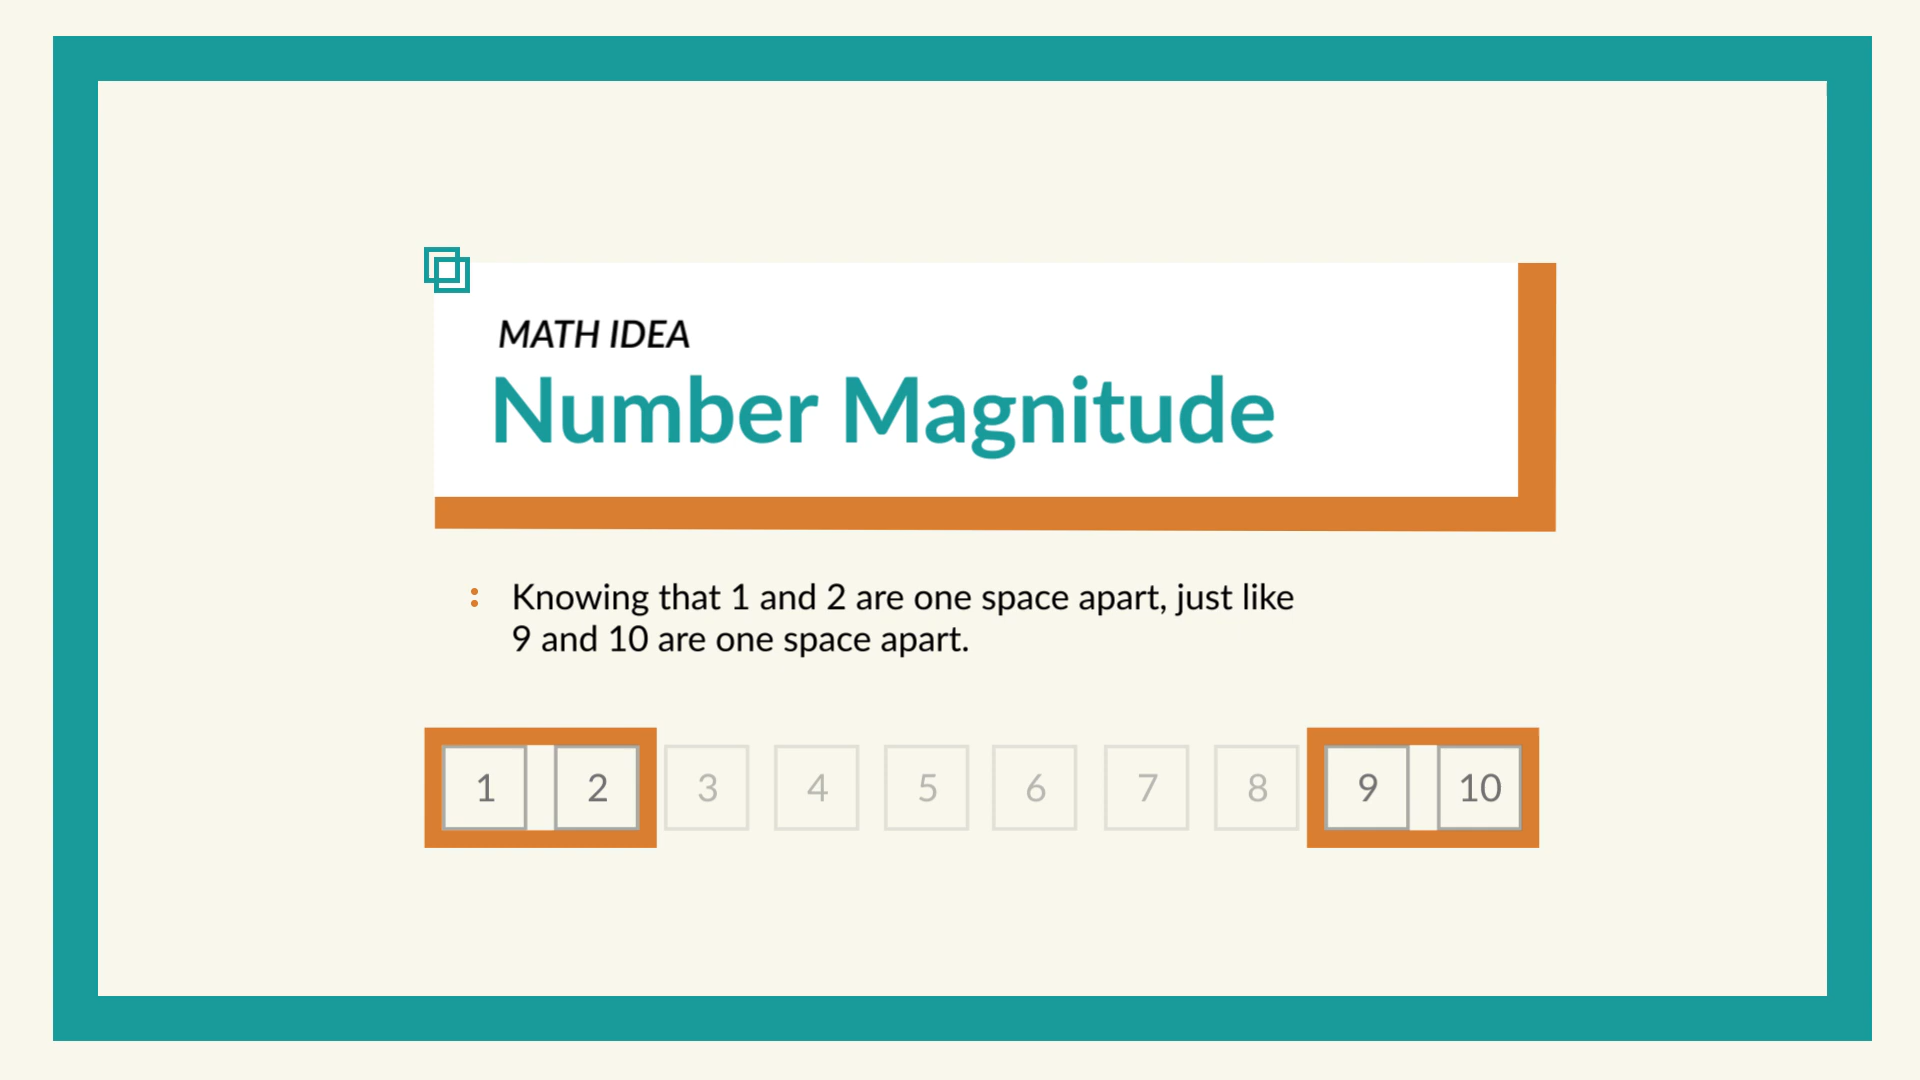 MATH IDEA
Number Magnitude
Knowing that 1 and 2 are one space apart, just like
9 and 10 are one space apart.
1 2 3 4 5 6 7 8 9 10